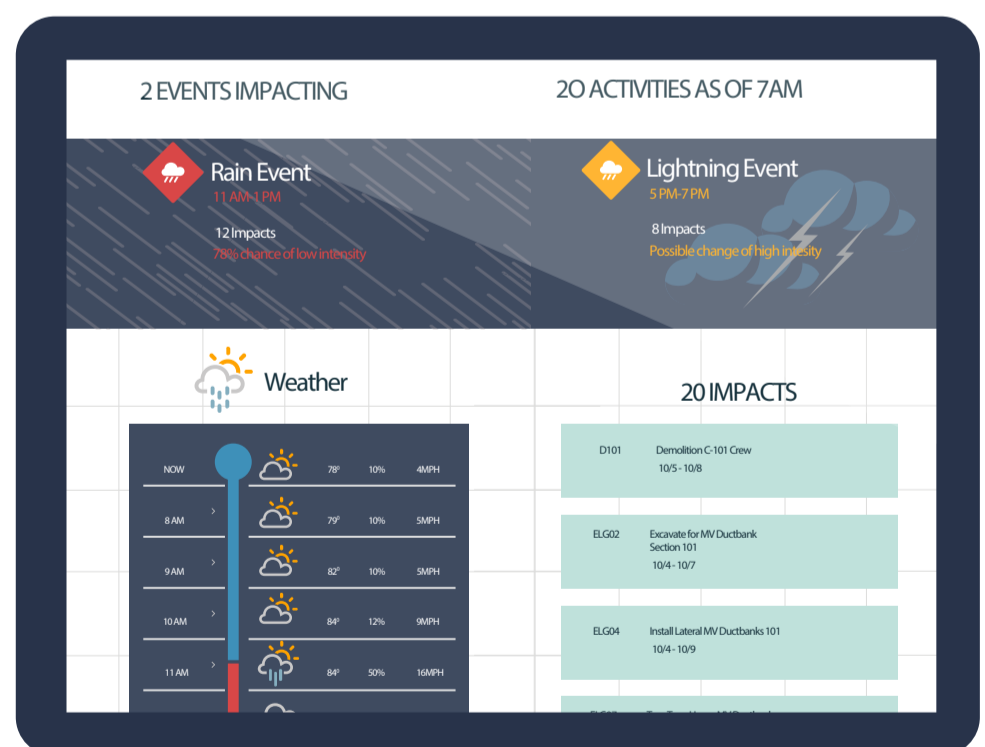 2 EVENTS IMPACTING
2O ACTIVITIES AS OF 7AM
Rain Event
11 AM-1 PM
12 Impacts
78% chance of low intensity
Lightning Event
5 PM-7 PM
8 Impacts
Possible change of high intesity
Weather
NOW 78° 10% 4MPH
8 AM 79° 10% 5MPH
9 AM 82° 10% 5MPH
10 AM 84° 12% 9MPH
11 AM 84° 50% 16MPH
20 IMPACTS
D101 Demolition C-101 Crew
10/5 - 10/8
ELG02 Excavate for MV Ductbank
Section 101
10/4 - 10/7
ELG04 Install Lateral MV Ductbanks 101
10/4 - 10/9